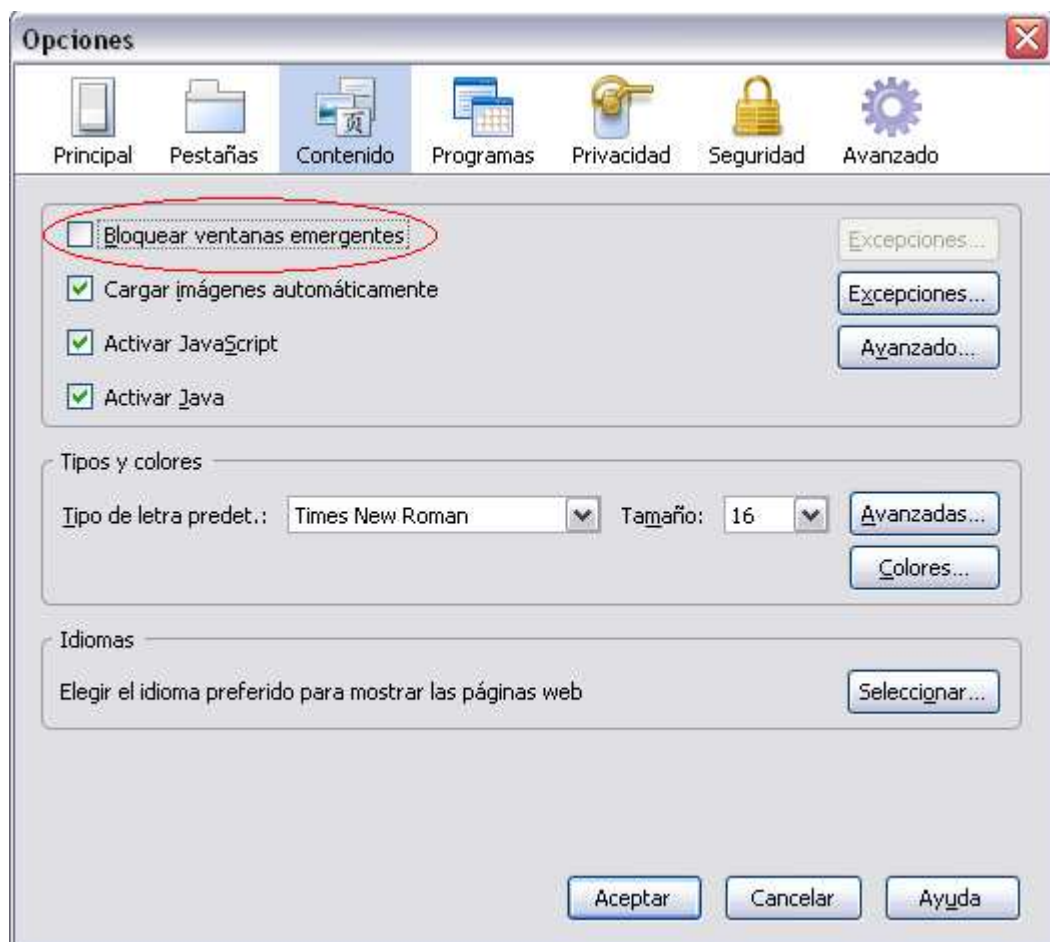 Opciones
Principal Pestañas Contenido Programas Privacidad Seguridad Avanzado
Bloquear ventanas emergentes Excepciones...
Cargar imágenes automáticamente Excepciones...
Activar JavaScript Avanzado...
Activar Java
Tipos y colores
Tipo de letra predet.: Times New Roman Tamaño: 16 Avanzadas...
Colores...
Idiomas
Elegir el idioma preferido para mostrar las páginas web Seleccionar...
Aceptar Cancelar Ayuda